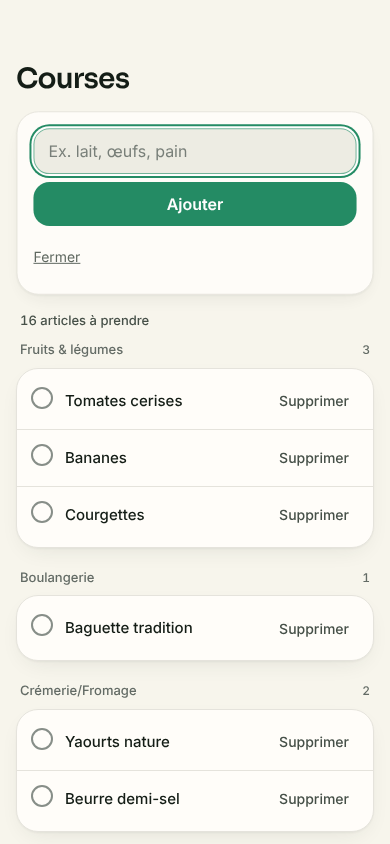 Courses
Ex. lait, œufs, pain
Ajouter
Fermer
16 articles à prendre
Fruits & légumes 3
Tomates cerises Supprimer
Bananes Supprimer
Courgettes Supprimer
Boulangerie 1
Baguette tradition Supprimer
Crémerie/Fromage 2
Yaourts nature Supprimer
Beurre demi-sel Supprimer